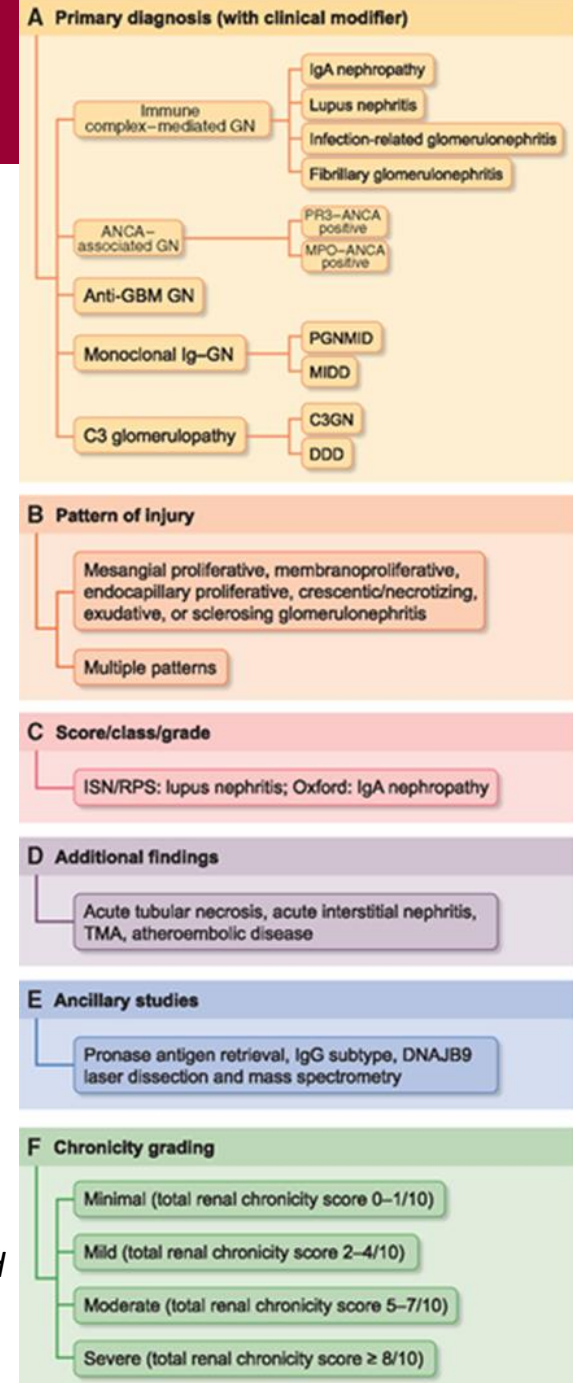 A Primary diagnosis (with clinical modifier)
Immune
complex–mediated GN
IgA nephropathy
Lupus nephritis
Infection-related glomerulonephritis
Fibrillary glomerulonephritis
ANCA–
associated GN
PR3–ANCA
positive
MPO–ANCA
positive
Anti-GBM GN
Monoclonal Ig–GN
PGNMID
MIDD
C3 glomerulopathy
C3GN
DDD
B Pattern of injury
Mesangial proliferative, membranoproliferative,
endocapillary proliferative, crescentic/necrotizing,
exudative, or sclerosing glomerulonephritis
Multiple patterns
C Score/class/grade
ISN/RPS: lupus nephritis; Oxford: IgA nephropathy
D Additional findings
Acute tubular necrosis, acute interstitial nephritis,
TMA, atheroembolic disease
E Ancillary studies
Pronase antigen retrieval, IgG subtype, DNAJB9
laser dissection and mass spectrometry
F Chronicity grading
Minimal (total renal chronicity score 0–1/10)
Mild (total renal chronicity score 2–4/10)
Moderate (total renal chronicity score 5–7/10)
Severe (total renal chronicity score ≥ 8/10)